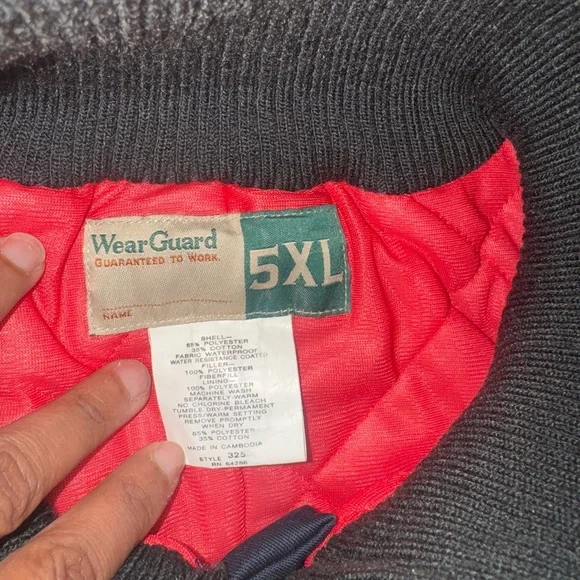 WearGuard
GUARANTEED TO WORK.
5XL
NAME
SHELL—
65% POLYESTER
35% COTTON
FABRIC WATERPROOF
WATER RESISTANCE COATED
FILLER—
100% POLYESTER
FIBERFILL
LINING—
100% POLYESTER
MACHINE WASH
SEPARATELY-WARM
NO CHLORINE BLEACH
TUMBLE DRY-PERMANENT
PRESS/WARM SETTING
REMOVE PROMPTLY
WHEN DRY
65% POLYESTER
35% COTTON
MADE IN CAMBODIA
STYLE 325
RN 64286